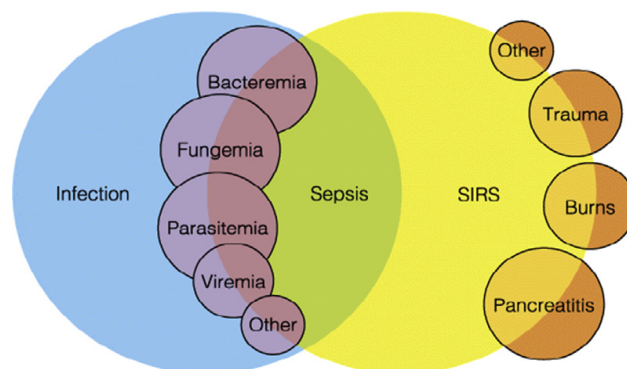 Other
Bacteremia
Trauma
Fungemia
Infection
Sepsis
SIRS
Burns
Parasitemia
Viremia
Pancreatitis
Other